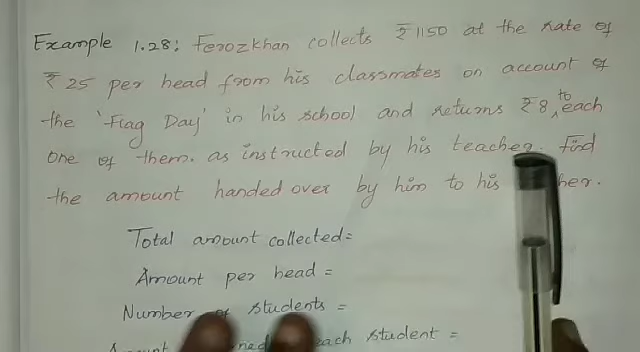 Example 1.28: Ferozkhan collects ₹1150 at the rate of
₹25 per head from his classmates on account of
the 'Flag Day' in his school and returns ₹8 to each
one of them. as instructed by his teacher. Find
the amount handed over by him to his her.
Total amount collected=
Amount per head =
Number of students =
each student =